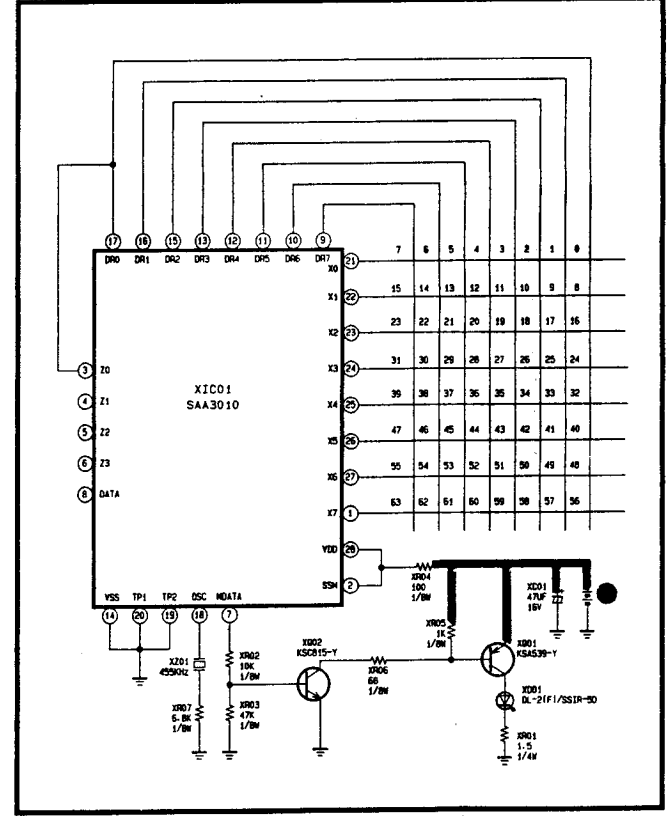 17 16 15 13 12 11 10 9
DR0 DR1 DR2 DR3 DR4 DR5 DR6 DR7
X0 21 7 6 5 4 3 2 1 0
X1 22 15 14 13 12 11 10 9 8
X2 23 23 22 21 20 19 18 17 16
X3 24 31 30 29 28 27 26 25 24
X4 25 39 38 37 36 35 34 33 32
X5 26 47 46 45 44 43 42 41 40
X6 27 55 54 53 52 51 50 49 48
X7 1 63 62 61 60 59 58 57 56
3 Z0
4 Z1
5 Z2
6 Z3
8 DATA
XIC01
SAA3010
VDD 28
SSM 2
XR04
100
1/8W
VSS TP1 TP2 OSC MDATA
14 20 19 18 7
XZ01
455KHz
XR07
6.8K
1/8W
XR02
10K
1/8W
XR03
47K
1/8W
XQ02
KSC815-Y
XR06
68
1/8W
XR05
1K
1/8W
XC01
47UF
16V
XQ01
KSA539-Y
XD01
DL-2(F)/SSIR-5D
XR01
1.5
1/4W